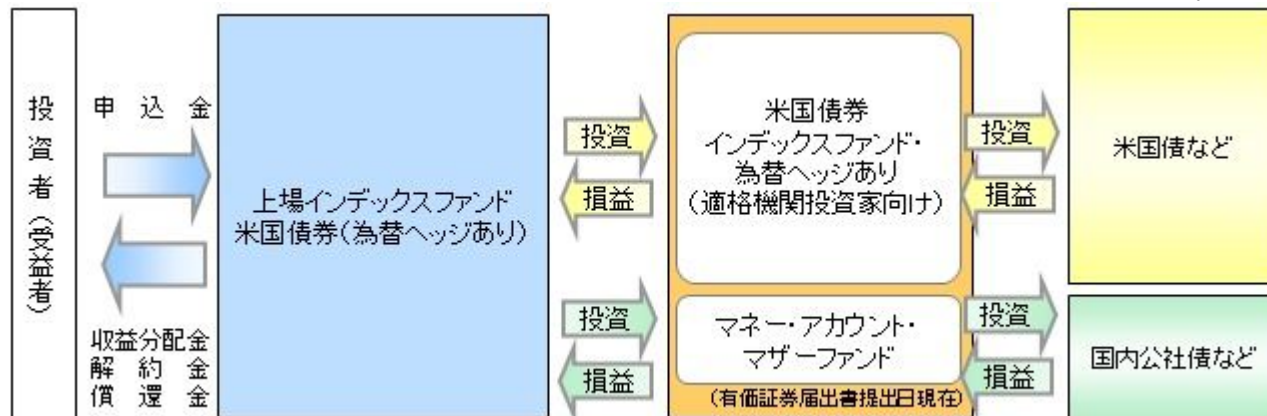 投資者(受益者)
申込金
収益分配金
解約金
償還金
上場インデックスファンド
米国債券(為替ヘッジあり)
投資
損益
投資
損益
米国債券
インデックスファンド・
為替ヘッジあり
(適格機関投資家向け)
マネー・アカウント・
マザーファンド
(有価証券届出書提出日現在)
投資
損益
投資
損益
米国債など
国内公社債など